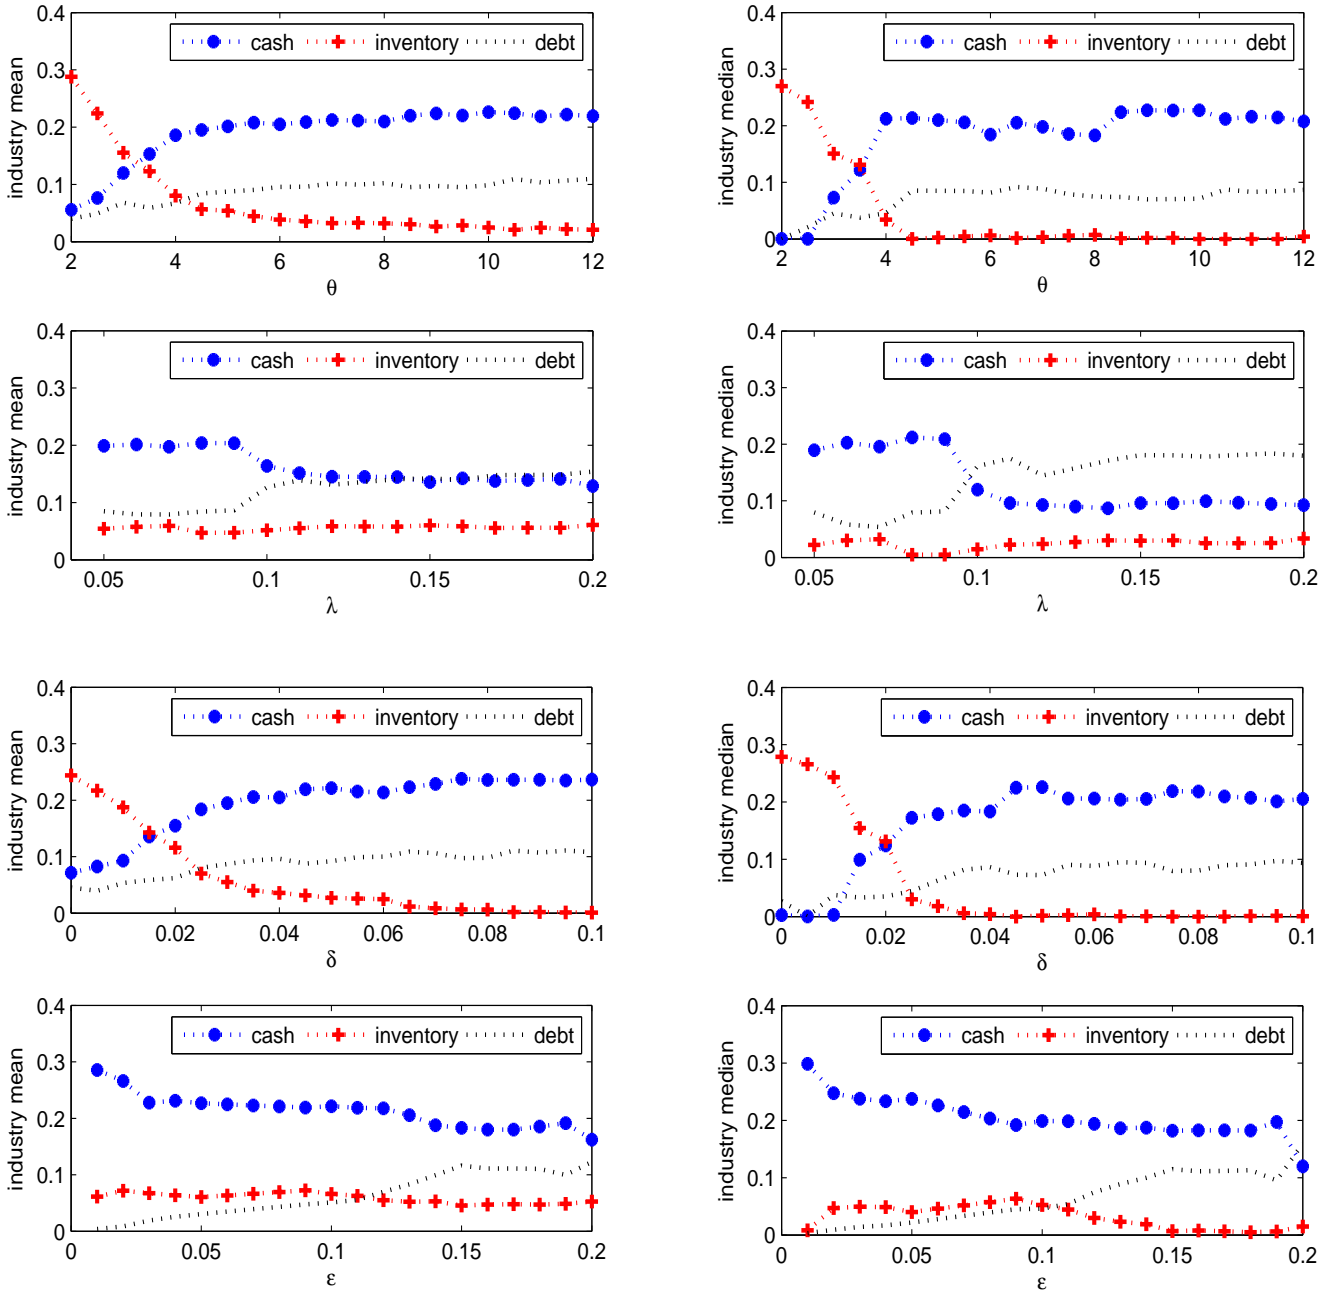 cash inventory debt
industry mean
0.4
0.3
0.2
0.1
0
2 4 6 8 10 12
θ
cash inventory debt
industry median
0.4
0.3
0.2
0.1
0
2 4 6 8 10 12
θ
cash inventory debt
industry mean
0.4
0.3
0.2
0.1
0
0.05 0.1 0.15 0.2
λ
cash inventory debt
industry median
0.4
0.3
0.2
0.1
0
0.05 0.1 0.15 0.2
λ
cash inventory debt
industry mean
0.4
0.3
0.2
0.1
0
0 0.02 0.04 0.06 0.08 0.1
δ
cash inventory debt
industry median
0.4
0.3
0.2
0.1
0
0 0.02 0.04 0.06 0.08 0.1
δ
cash inventory debt
industry mean
0.4
0.3
0.2
0.1
0
0 0.05 0.1 0.15 0.2
ε
cash inventory debt
industry median
0.4
0.3
0.2
0.1
0
0 0.05 0.1 0.15 0.2
ε